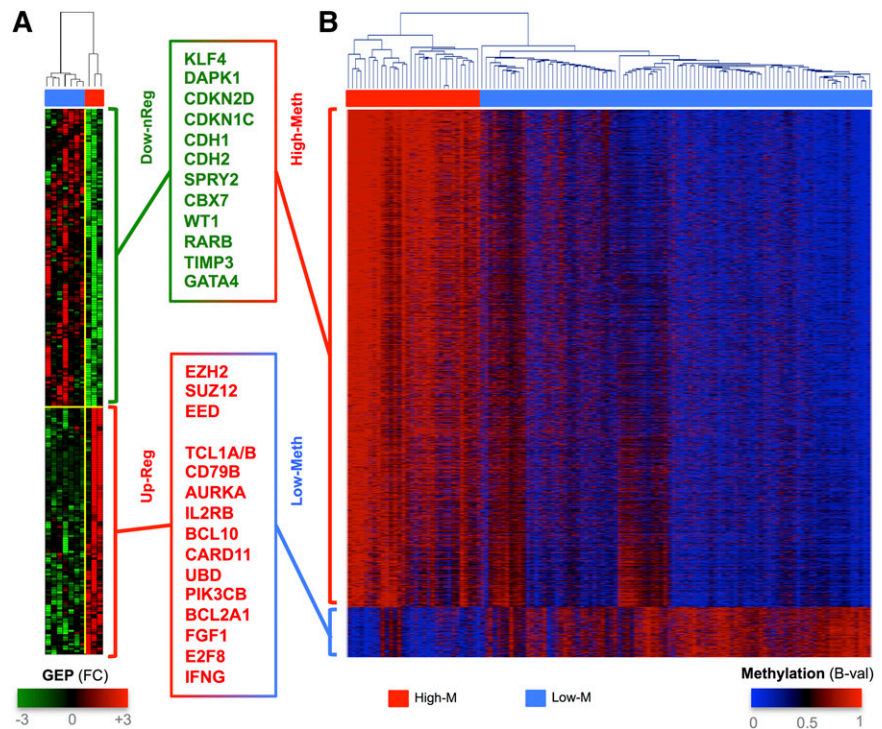 A
B
Dow-nReg
KLF4
DAPK1
CDKN2D
CDKN1C
CDH1
CDH2
SPRY2
CBX7
WT1
RARB
TIMP3
GATA4
High-Meth
Up-Reg
EZH2
SUZ12
EED
TCL1A/B
CD79B
AURKA
IL2RB
BCL10
CARD11
UBD
PIK3CB
BCL2A1
FGF1
E2F8
IFNG
Low-Meth
GEP (FC)
-3 0 +3
High-M
Low-M
Methylation (B-val)
0 0.5 1